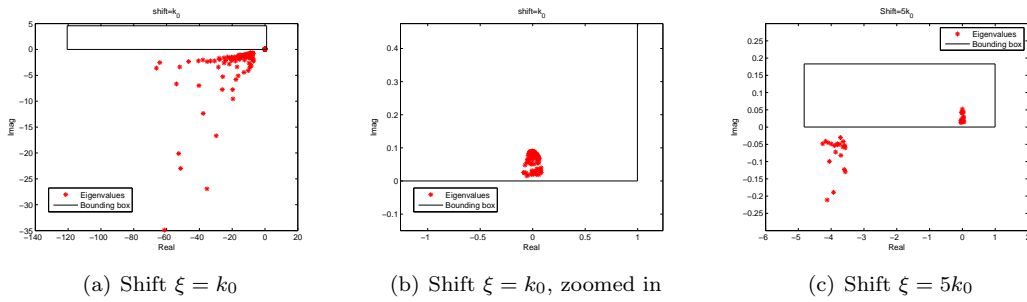 shift=k₀
5
0
−5
−10
−15
−20
−25
−30
−35
Imag
−140
−120
−100
−80
−60
−40
−20
0
20
Real
Eigenvalues
Bounding box
(a) Shift ξ = k₀
shift=k₀
0.4
0.3
0.2
0.1
0
−0.1
Imag
−1
−0.5
0
0.5
1
Real
Eigenvalues
Bounding box
(b) Shift ξ = k₀, zoomed in
Shift=5k₀
0.25
0.2
0.15
0.1
0.05
0
−0.05
−0.1
−0.15
−0.2
−0.25
Imag
−6
−5
−4
−3
−2
−1
0
1
2
Real
Eigenvalues
Bounding box
(c) Shift ξ = 5k₀